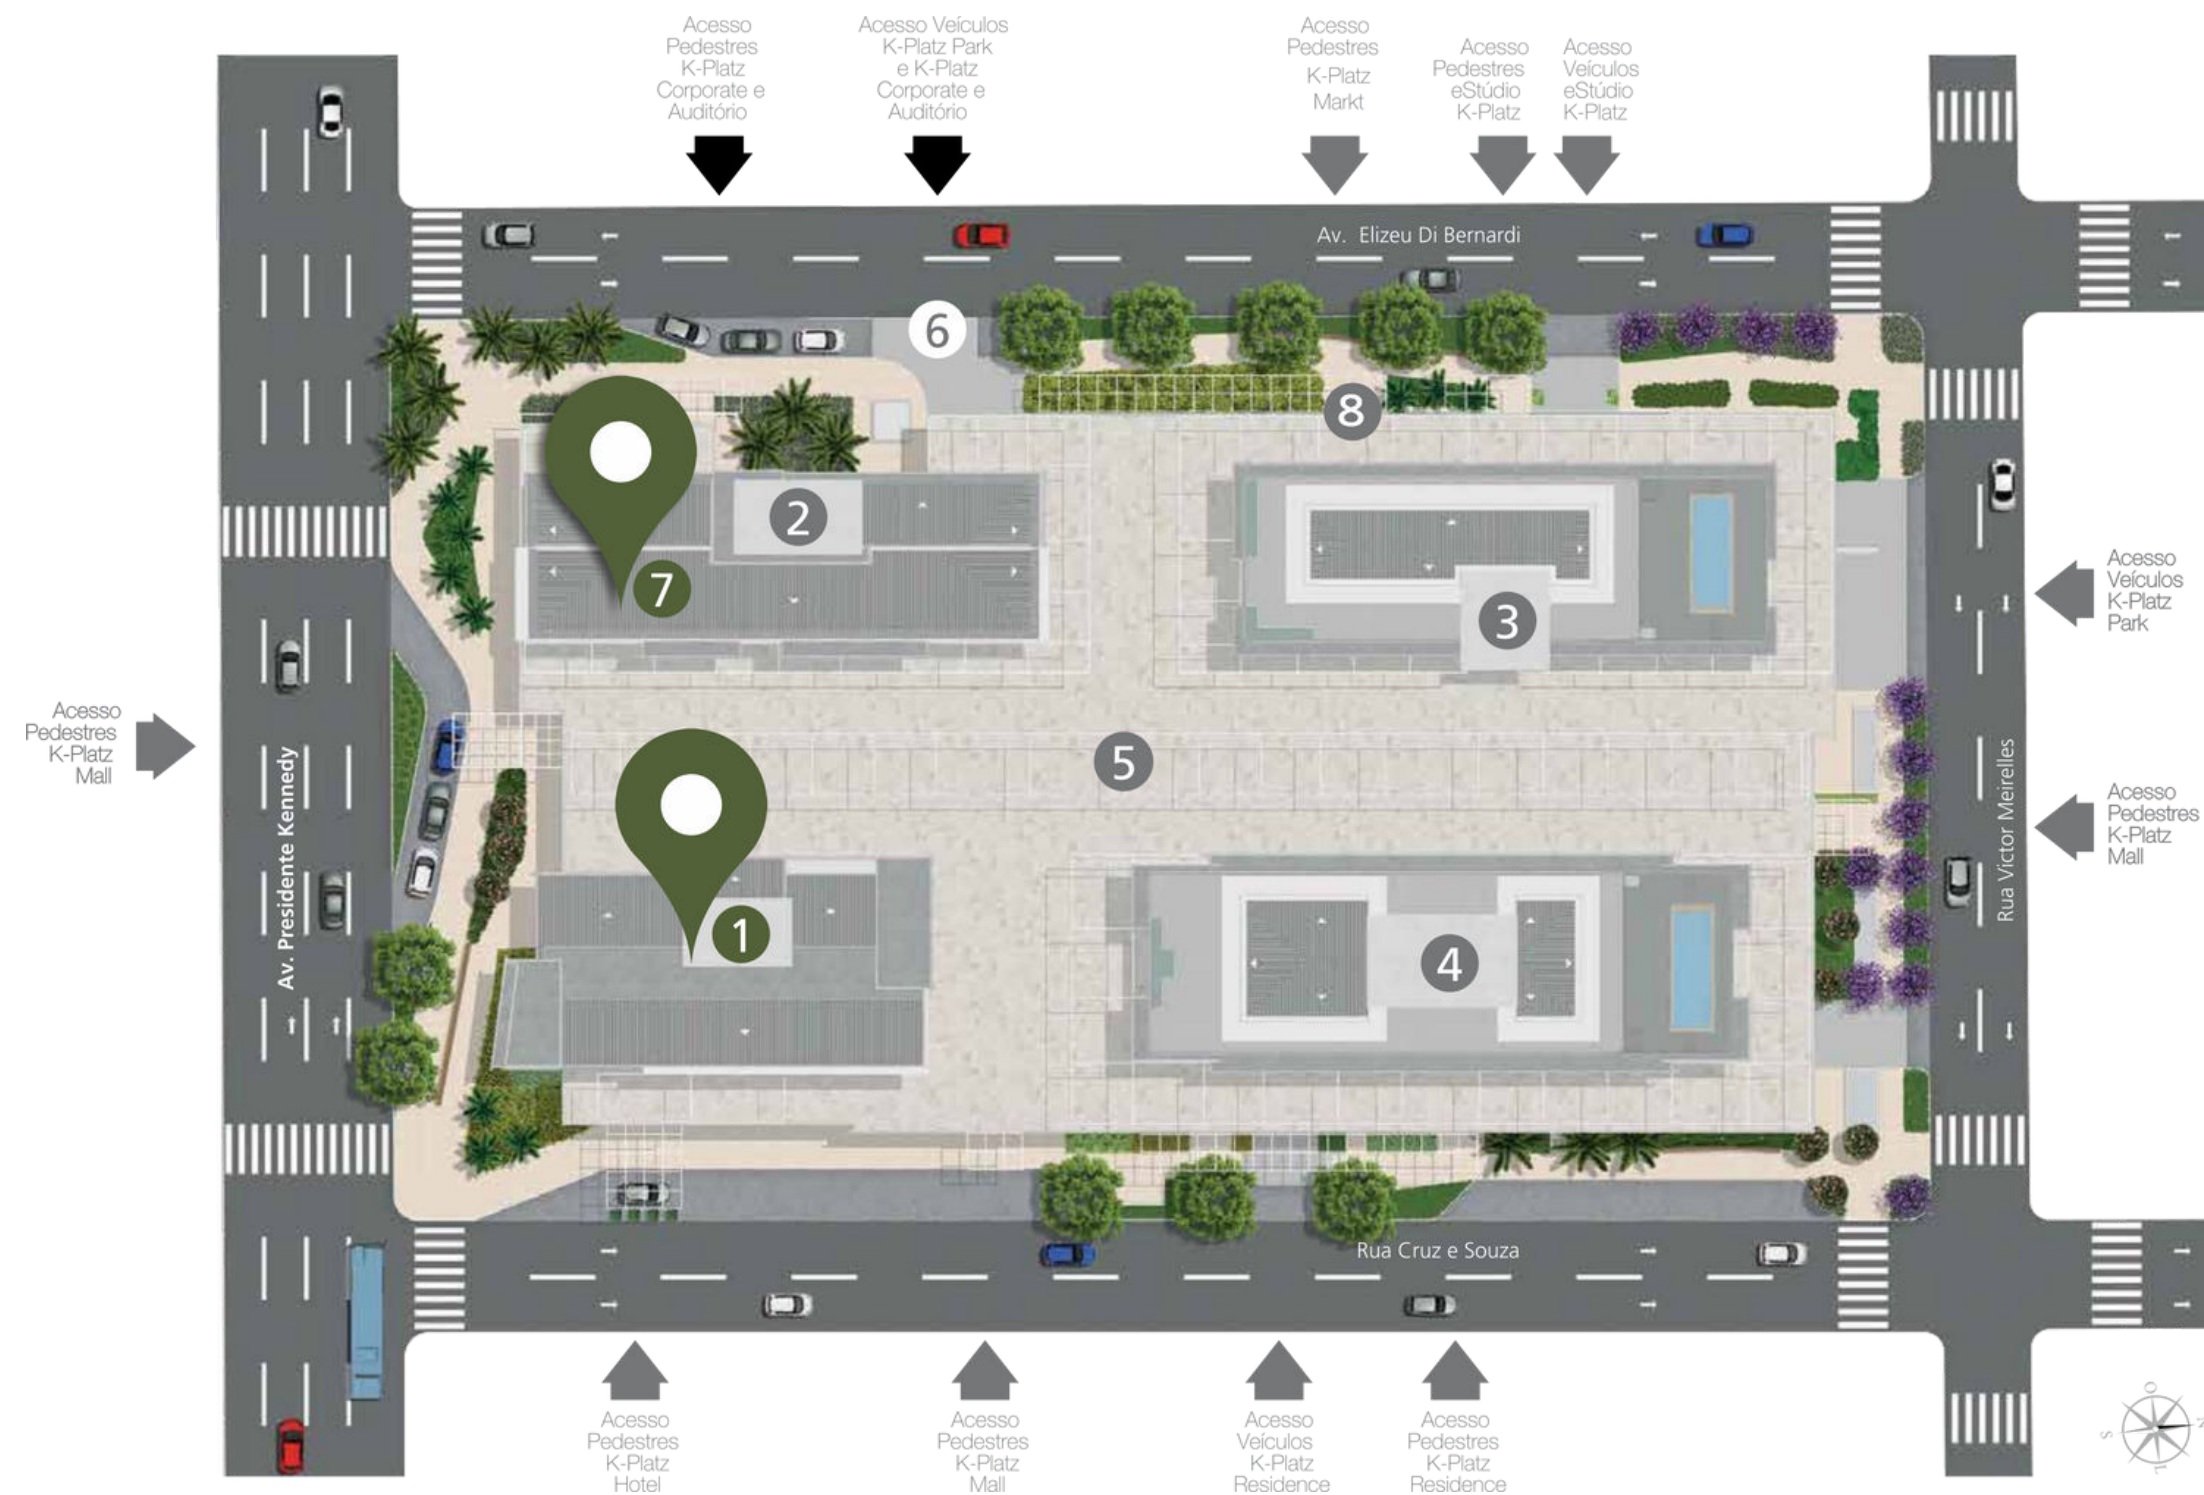 Acesso
Pedestres
K-Platz
Corporate e
Auditório
Acesso Veículos
K-Platz Park
e K-Platz
Corporate e
Auditório
Acesso
Pedestres
K-Platz
Markt
Acesso
Pedestres
eStúdio
K-Platz
Acesso
Veículos
eStúdio
K-Platz
Av. Elizeu Di Bernardi
6
8
2
7
3
Acesso
Veículos
K-Platz
Park
Acesso
Pedestres
K-Platz
Mall
Av. Presidente Kennedy
5
Rua Victor Meirelles
Acesso
Pedestres
K-Platz
Mall
1
4
Rua Cruz e Souza
Acesso
Pedestres
K-Platz
Hotel
Acesso
Pedestres
K-Platz
Mall
Acesso
Veículos
K-Platz
Residence
Acesso
Pedestres
K-Platz
Residence
O
N
S
L